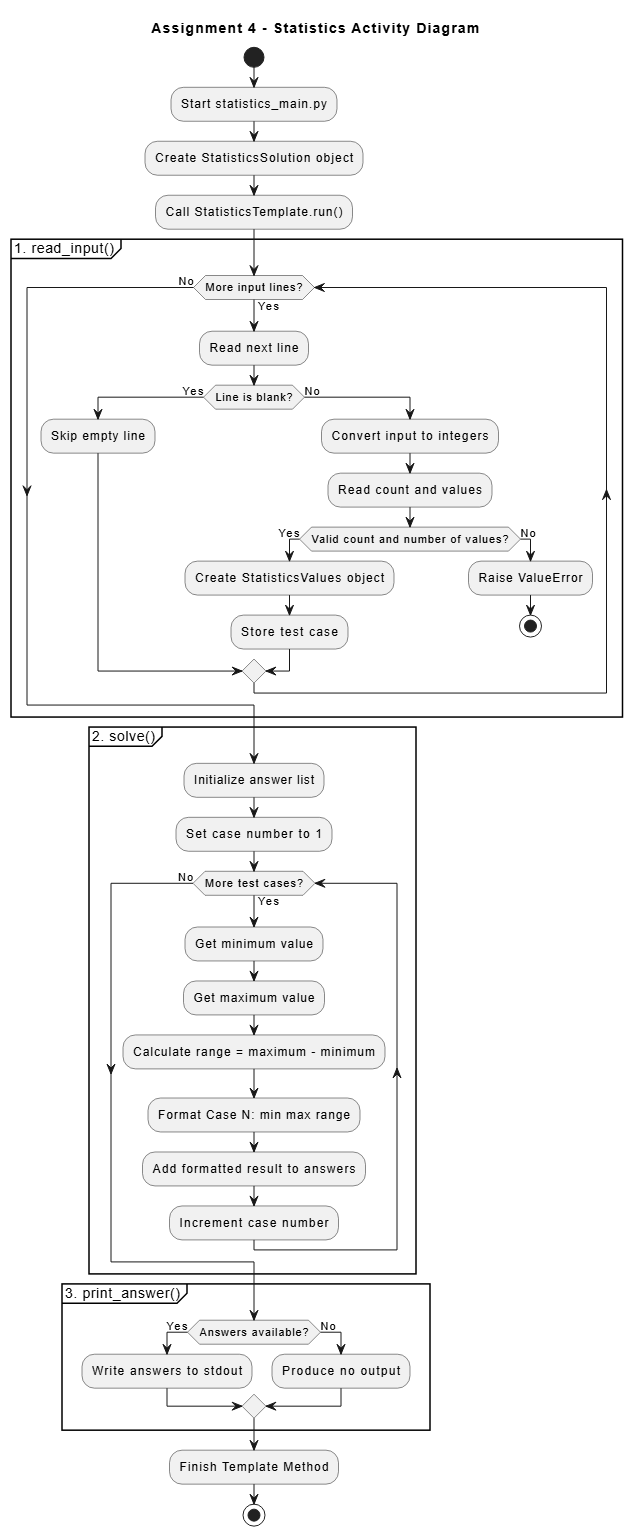 Assignment 4 - Statistics Activity Diagram
Start statistics_main.py
Create StatisticsSolution object
Call StatisticsTemplate.run()
1. read_input()
No
More input lines?
Yes
Read next line
Yes
Line is blank?
No
Skip empty line
Convert input to integers
Read count and values
Yes
Valid count and number of values?
No
Create StatisticsValues object
Raise ValueError
Store test case
2. solve()
Initialize answer list
Set case number to 1
No
More test cases?
Yes
Get minimum value
Get maximum value
Calculate range = maximum - minimum
Format Case N: min max range
Add formatted result to answers
Increment case number
3. print_answer()
Yes
Answers available?
No
Write answers to stdout
Produce no output
Finish Template Method